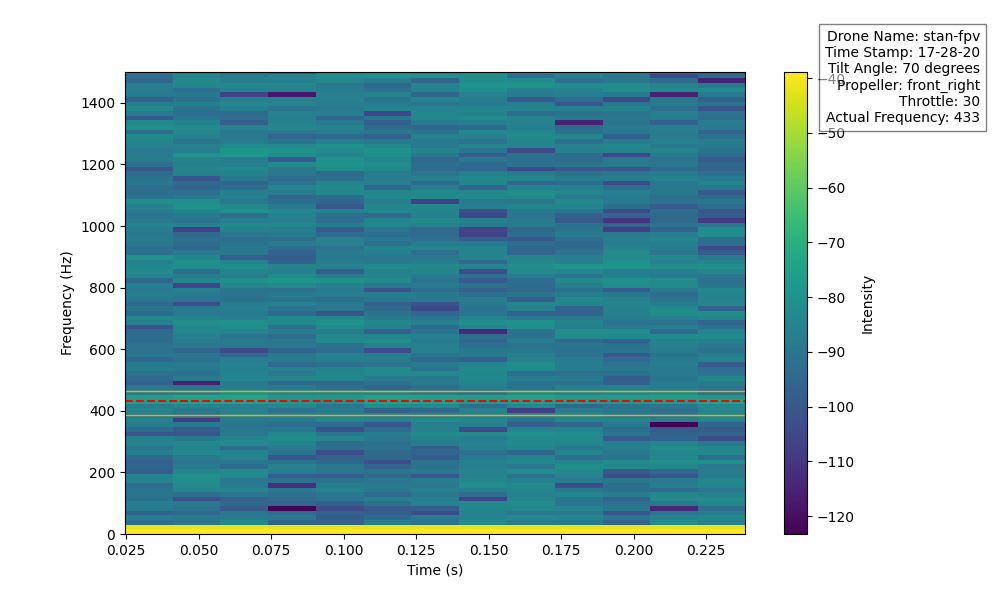 Drone Name: stan-fpv
Time Stamp: 17-28-20
Tilt Angle: 70 degrees
Propeller: front_right
Throttle: 30
Actual Frequency: 433
1400
1200
1000
800
600
400
200
0
Frequency (Hz)
0.025 0.050 0.075 0.100 0.125 0.150 0.175 0.200 0.225
Time (s)
−40
−50
−60
−70
−80
−90
−100
−110
−120
Intensity